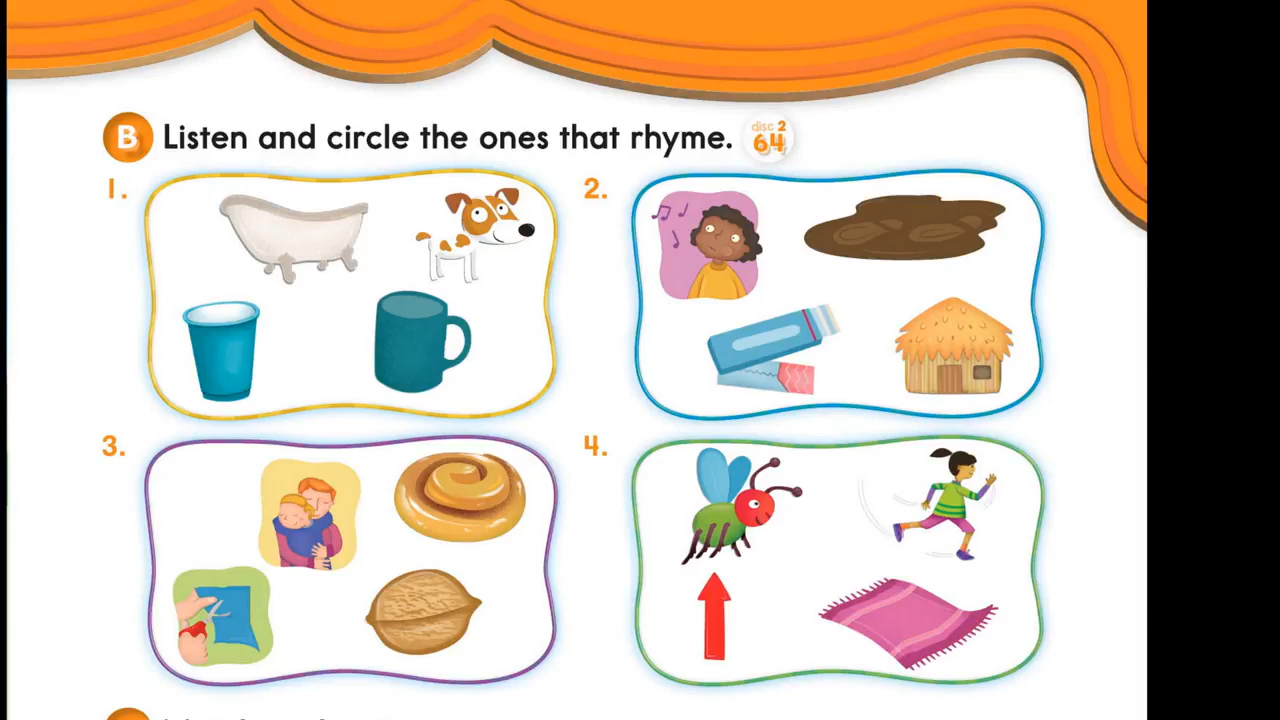 B Listen and circle the ones that rhyme. disc 2 64
1.
2.
3.
4.